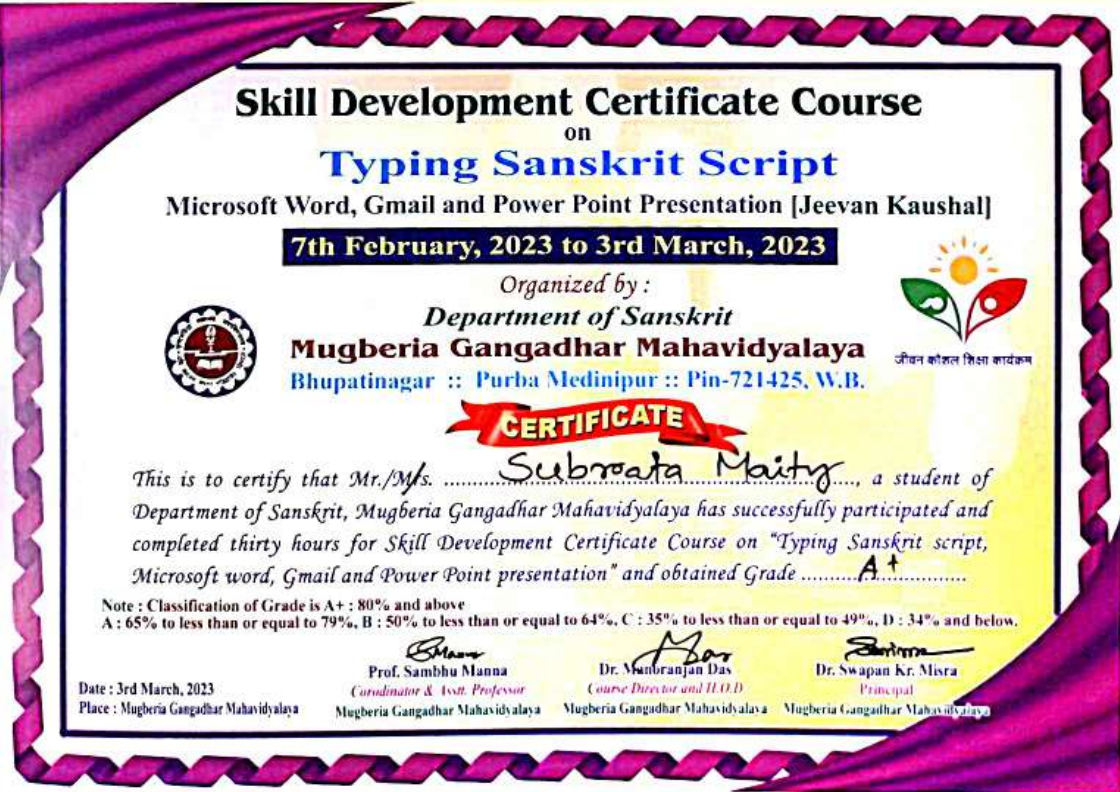 Skill Development Certificate Course
on
Typing Sanskrit Script
Microsoft Word, Gmail and Power Point Presentation [Jeevan Kaushal]
7th February, 2023 to 3rd March, 2023
Organized by :
Department of Sanskrit
Mugberia Gangadhar Mahavidyalaya
Bhupatinagar :: Purba Medinipur :: Pin-721425, W.B.
जीवन कौशल शिक्षा कार्यक्रम
CERTIFICATE
This is to certify that Mr./Mrs. Subroata Maity, a student of
Department of Sanskrit, Mugberia Gangadhar Mahavidyalaya has successfully participated and
completed thirty hours for Skill Development Certificate Course on "Typing Sanskrit script,
Microsoft word, Gmail and Power Point presentation" and obtained Grade A+
Note : Classification of Grade is A+ : 80% and above
A : 65% to less than or equal to 79%, B : 50% to less than or equal to 64%, C : 35% to less than or equal to 49%, D : 34% and below.
Prof. Sambhu Manna
Corodinator & Asstt. Professor
Mugberia Gangadhar Mahavidyalaya
Dr. Manoranjan Das
Course Director and H.O.D
Mugberia Gangadhar Mahavidyalaya
Dr. Swapan Kr. Misra
Principal
Mugberia Gangadhar Mahavidyalaya
Date : 3rd March, 2023
Place : Mugberia Gangadhar Mahavidyalaya